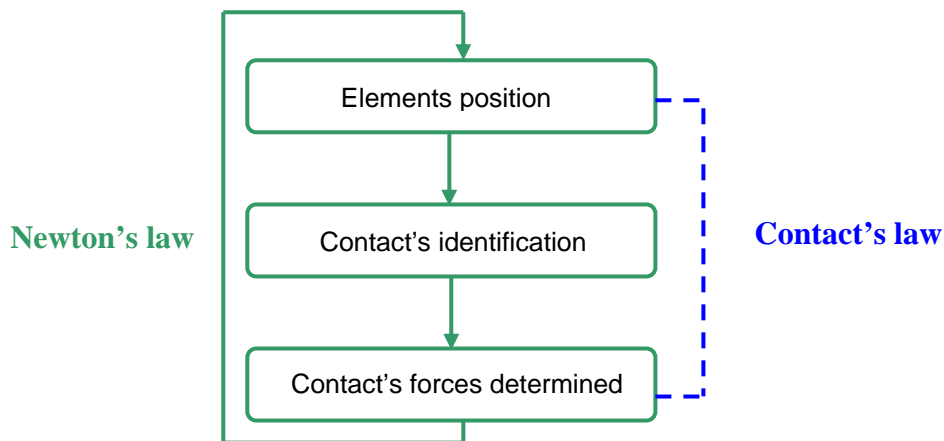 Elements position
Newton's law
Contact's identification
Contact's law
Contact's forces determined